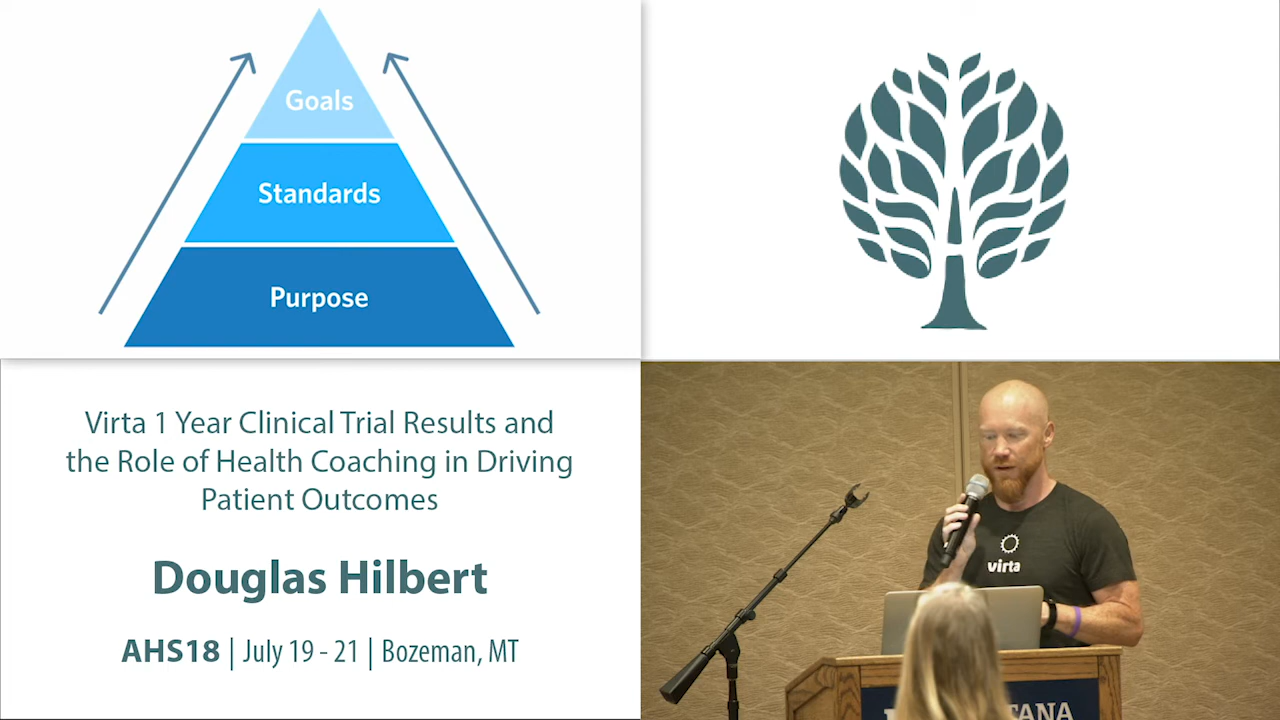 Goals
Standards
Purpose
Virta 1 Year Clinical Trial Results and
the Role of Health Coaching in Driving
Patient Outcomes
Douglas Hilbert
AHS18 | July 19 - 21 | Bozeman, MT
virta